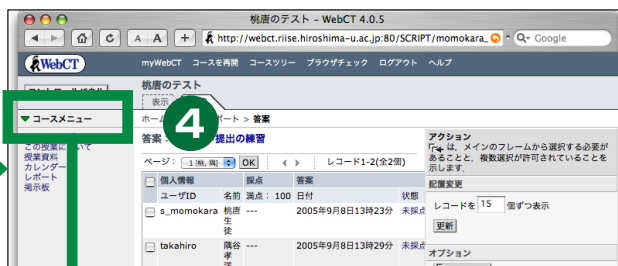 桃唐のテスト – WebCT 4.0.5
A A + http://webct.riise.hiroshima-u.ac.jp:80/SCRIPT/momokara_ Q- Google
WebCT
myWebCT コースを再開 コースツリー ブラウザチェック ログアウト ヘルプ
桃唐のテスト
表示
▼ コースメニュー
この授業について
授業資料
カレンダー
レポート
掲示板
4
ホーム ポート > 答案
答案: 提出の練習
ページ: 1 OK レコード1-2(全2個)
個人情報 採点 答案
ユーザID 名前 満点: 100 日付 状態
s_momokara 桃唐生徒 --- 2005年9月8日13時23分 未採点
takahiro 隅谷孝洋 --- 2005年9月8日13時29分 未採点
アクション
は、メインのフレームから選択する必要が
あることと、複数選択が許可されていることを
示します.
配置変更
レコードを 15 個ずつ表示
更新
オプション